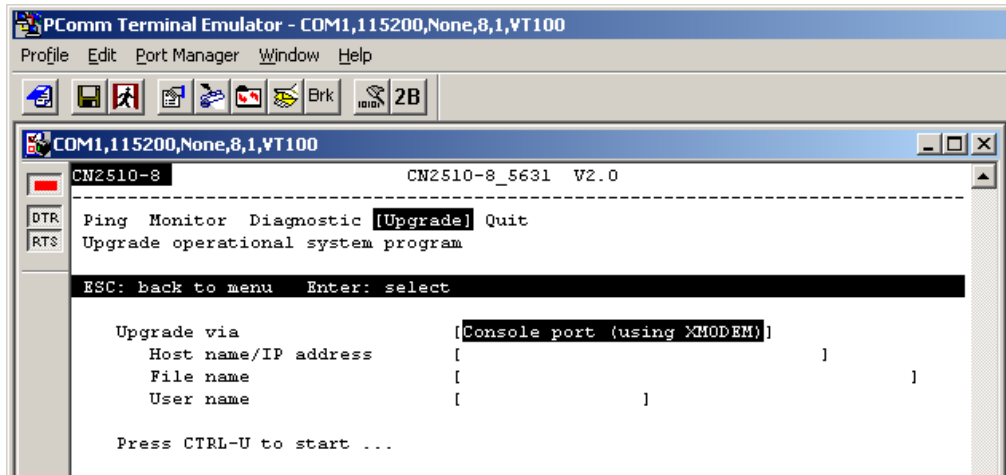 PComm Terminal Emulator - COM1,115200,None,8,1,VT100
Profile Edit Port Manager Window Help
Brk 2B
COM1,115200,None,8,1,VT100
CN2510-8 CN2510-8_5631 V2.0
--------------------------------------------------------------------------------
DTR Ping Monitor Diagnostic [Upgrade] Quit
RTS Upgrade operational system program
ESC: back to menu Enter: select
Upgrade via [Console port (using XMODEM)]
Host name/IP address [ ]
File name [ ]
User name [ ]
Press CTRL-U to start ...